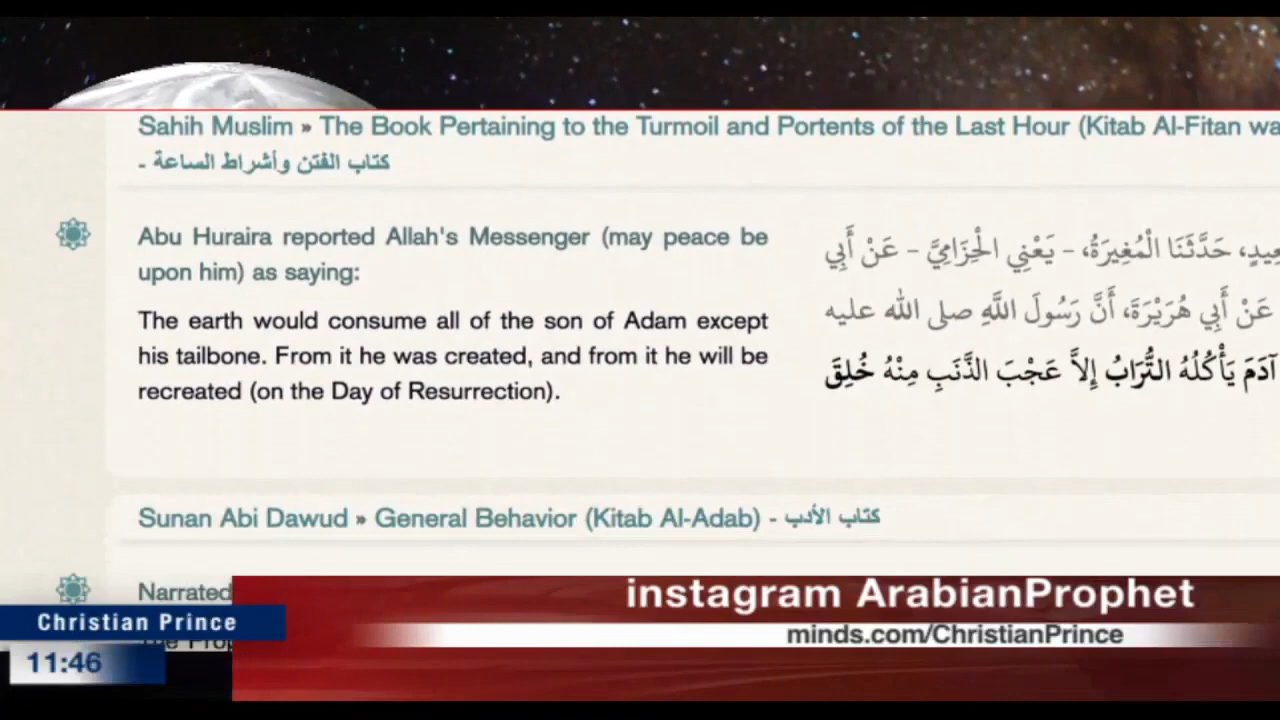 Sahih Muslim » The Book Pertaining to the Turmoil and Portents of the Last Hour (Kitab Al-Fitan wa
كتاب الفتن وأشراط الساعة -
Abu Huraira reported Allah's Messenger (may peace be
upon him) as saying:
The earth would consume all of the son of Adam except
his tailbone. From it he was created, and from it he will be
recreated (on the Day of Resurrection).
حَدَّثَنَا الْمُغِيرَةُ، - يَعْنِي الْحِزَامِيَّ - عَنْ أَبِي
عَنْ أَبِي هُرَيْرَةَ، أَنَّ رَسُولَ اللَّهِ صلى الله عليه
آدَمَ يَأْكُلُهُ التُّرَابُ إِلاَّ عَجْبَ الذَّنَبِ مِنْهُ خُلِقَ
Sunan Abi Dawud » General Behavior (Kitab Al-Adab) - كتاب الأدب
Narrated
instagram ArabianProphet
minds.com/ChristianPrince
Christian Prince
11:46